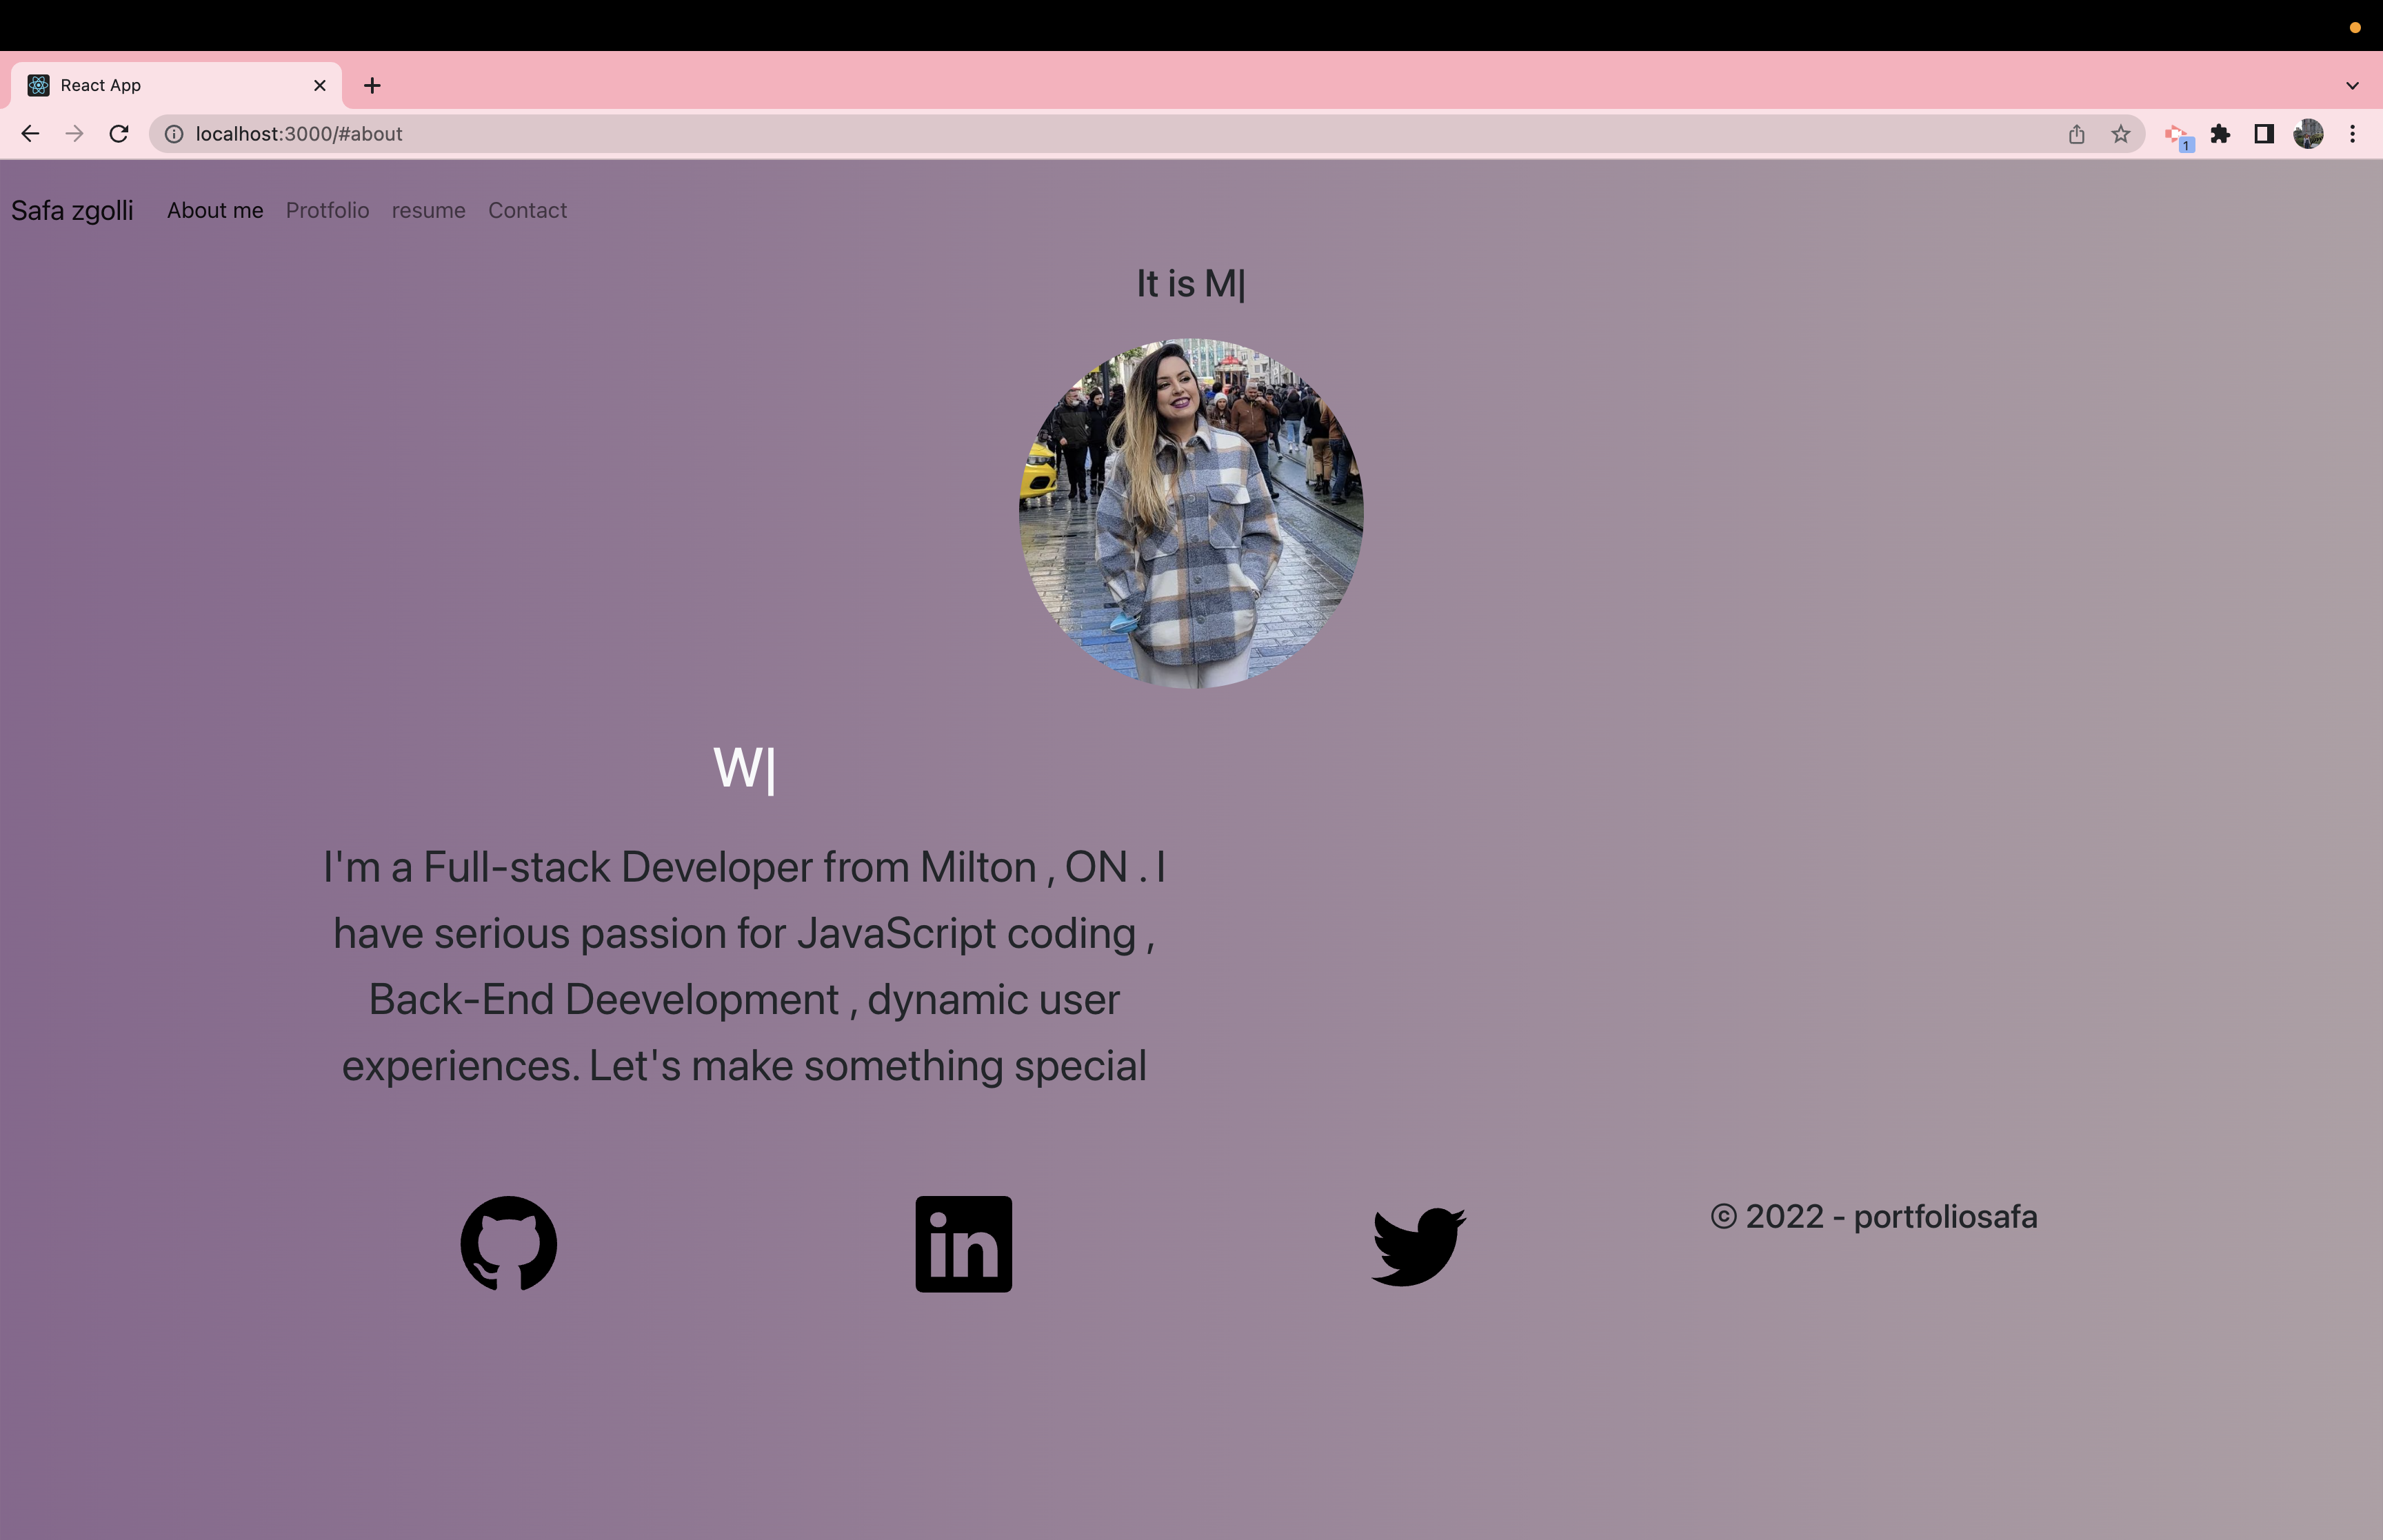 React App
localhost:3000/#about
1
Safa zgolli About me Protfolio resume Contact
It is M|
W|
I'm a Full-stack Developer from Milton , ON . I
have serious passion for JavaScript coding ,
Back-End Deevelopment , dynamic user
experiences. Let's make something special
in
© 2022 - portfoliosafa